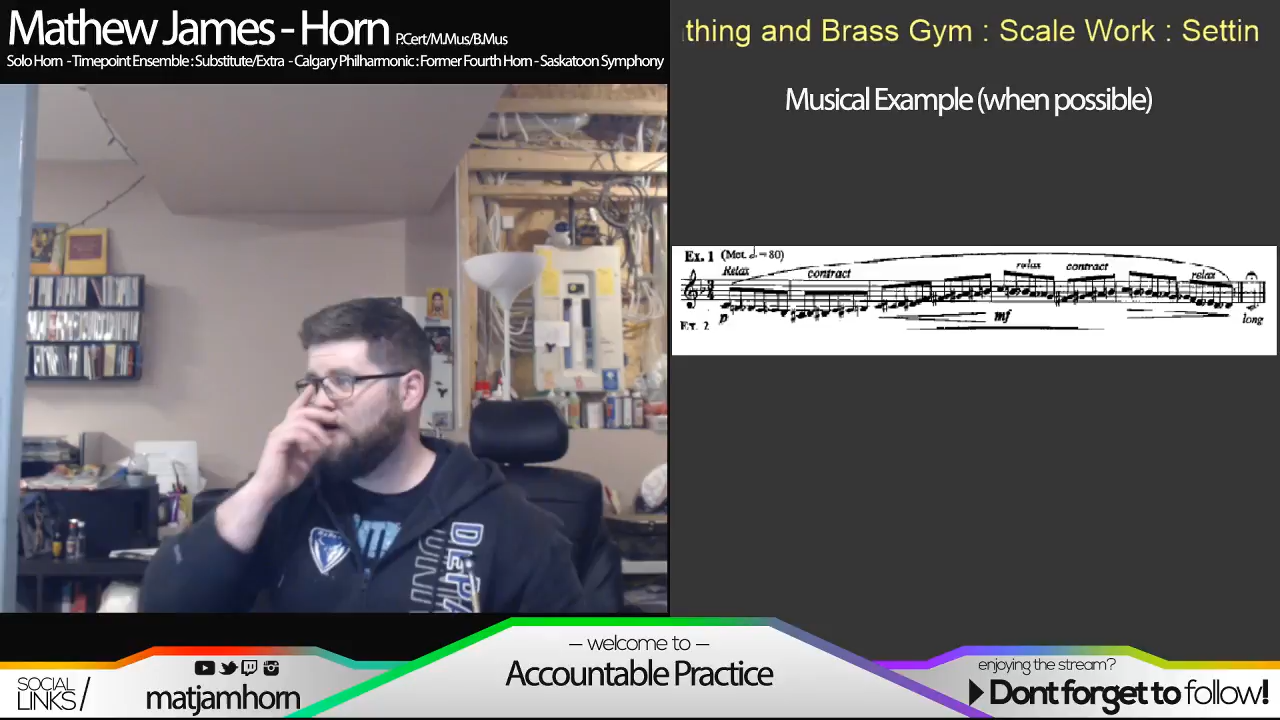 Mathew James - Horn P.Cert/M.Mus/B.Mus
Solo Horn - Timepoint Ensemble : Substitute/Extra - Calgary Philharmonic : Former Fourth Horn - Saskatoon Symphony
thing and Brass Gym : Scale Work : Settin
Musical Example (when possible)
Ex. 1 (Met. 𝅗𝅥. = 80)
Relax contract relax contract relax
p mf long
Ex. 2
DEPAUL
— welcome to —
Accountable Practice
SOCIAL
LINKS /
matjamhorn
enjoying the stream?
Dont forget to follow!